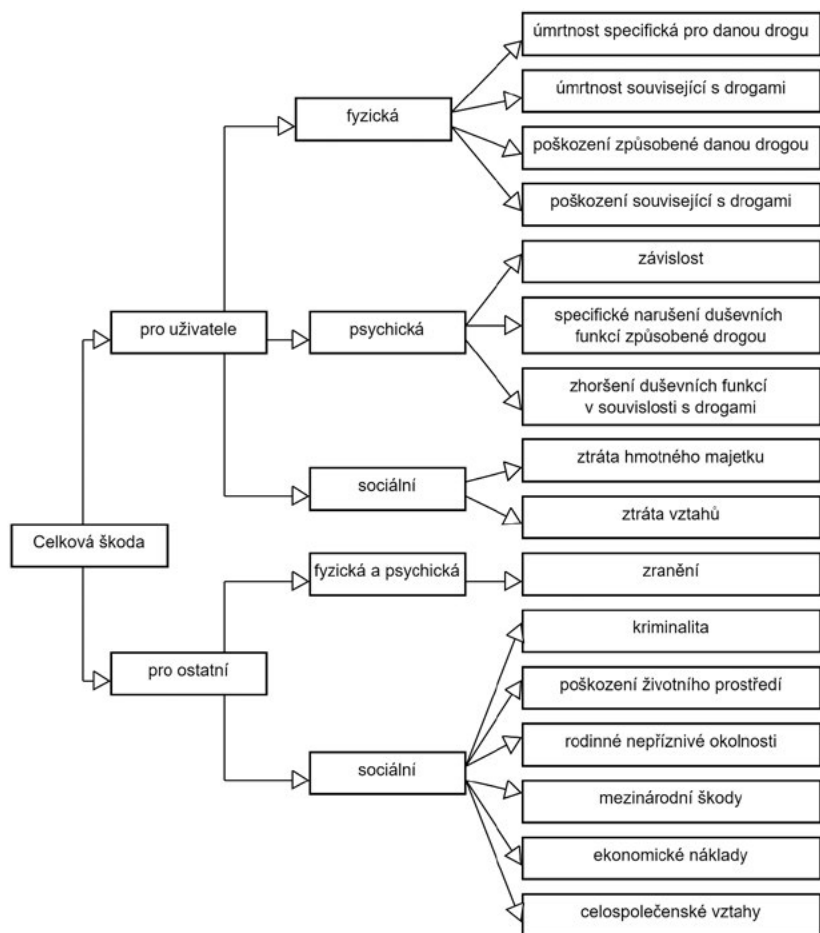 úmrtnost specifická pro danou drogu
úmrtnost související s drogami
fyzická
poškození způsobené danou drogou
poškození související s drogami
závislost
pro uživatele
psychická
specifické narušení duševních
funkcí způsobené drogou
zhoršení duševních funkcí
v souvislosti s drogami
ztráta hmotného majetku
sociální
ztráta vztahů
Celková škoda
fyzická a psychická
zranění
kriminalita
pro ostatní
poškození životního prostředí
rodinné nepříznivé okolnosti
sociální
mezinárodní škody
ekonomické náklady
celospolečenské vztahy